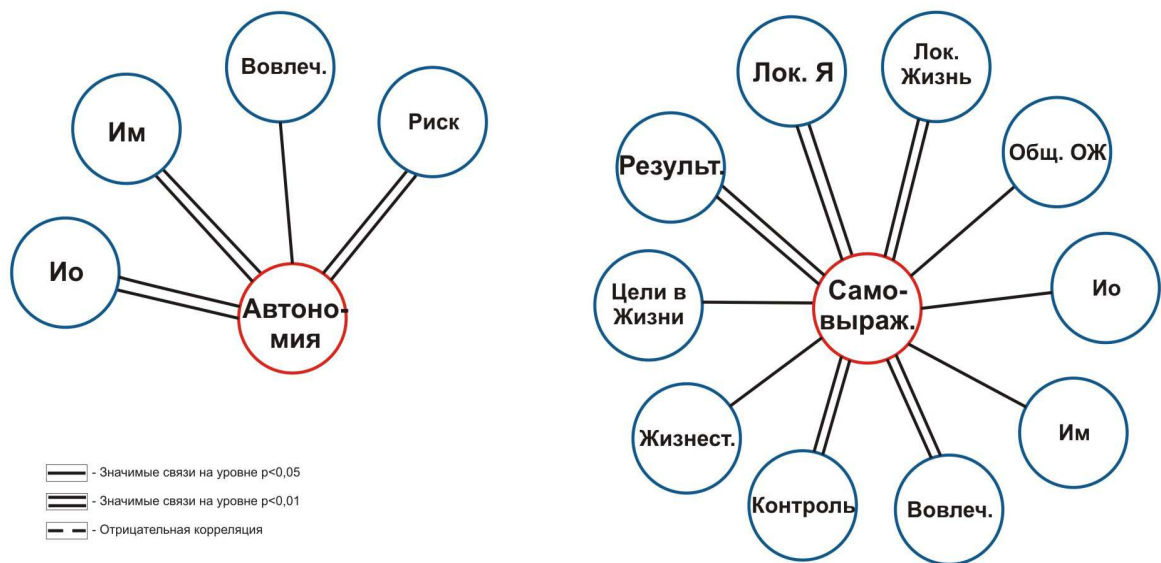 Вовлеч.
Им
Риск
Ио
Автоно-
мия
Лок. Я
Лок.
Жизнь
Результ.
Общ. ОЖ
Цели в
Жизни
Само-
выраж.
Ио
Жизнест.
Им
Контроль
Вовлеч.
- Значимые связи на уровне p<0,05
- Значимые связи на уровне p<0,01
- Отрицательная корреляция